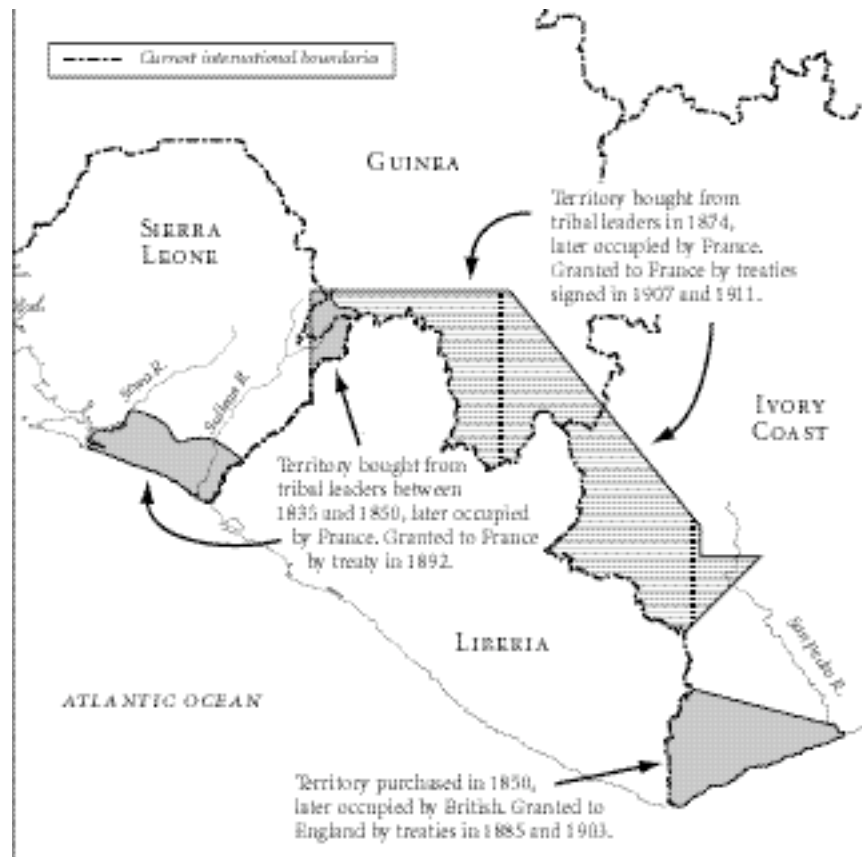 Current international boundaries
GUINEA
SIERRA
LEONE
Territory bought from
tribal leaders in 1874,
later occupied by France.
Granted to France by treaties
signed in 1907 and 1911.
IVORY
COAST
Sewa R.
Sulima R.
Territory bought from
tribal leaders between
1835 and 1850, later occupied
by France. Granted to France
by treaty in 1892.
LIBERIA
San Pedro R.
ATLANTIC OCEAN
Territory purchased in 1850,
later occupied by British. Granted to
England by treaties in 1885 and 1903.